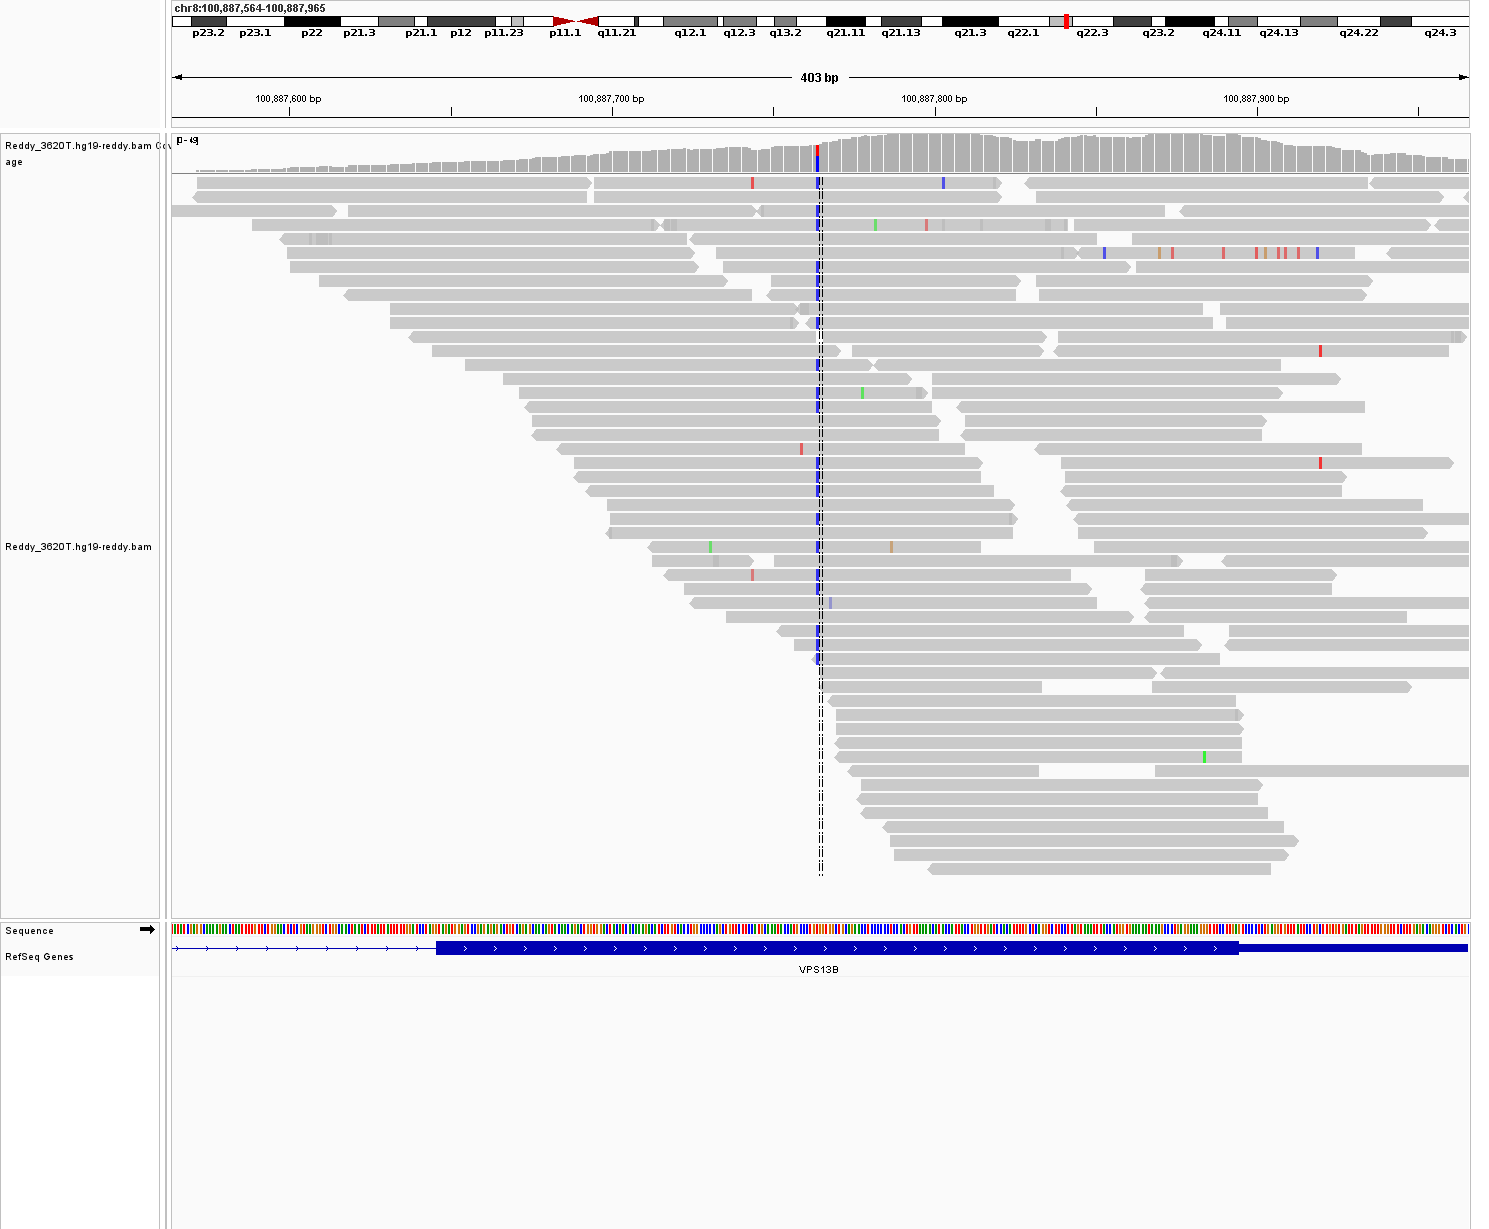 chr8:100,887,564-100,887,965
p23.2 p23.1 p22 p21.3 p21.1 p12 p11.23 p11.1 q11.21 q12.1 q12.3 q13.2 q21.11 q21.13 q21.3 q22.1 q22.3 q23.2 q24.11 q24.13 q24.22 q24.3
403 bp
100,887,600 bp 100,887,700 bp 100,887,800 bp 100,887,900 bp
Reddy_3620T.hg19-reddy.bam Cov
age
Reddy_3620T.hg19-reddy.bam
Sequence
RefSeq Genes
VPS13B